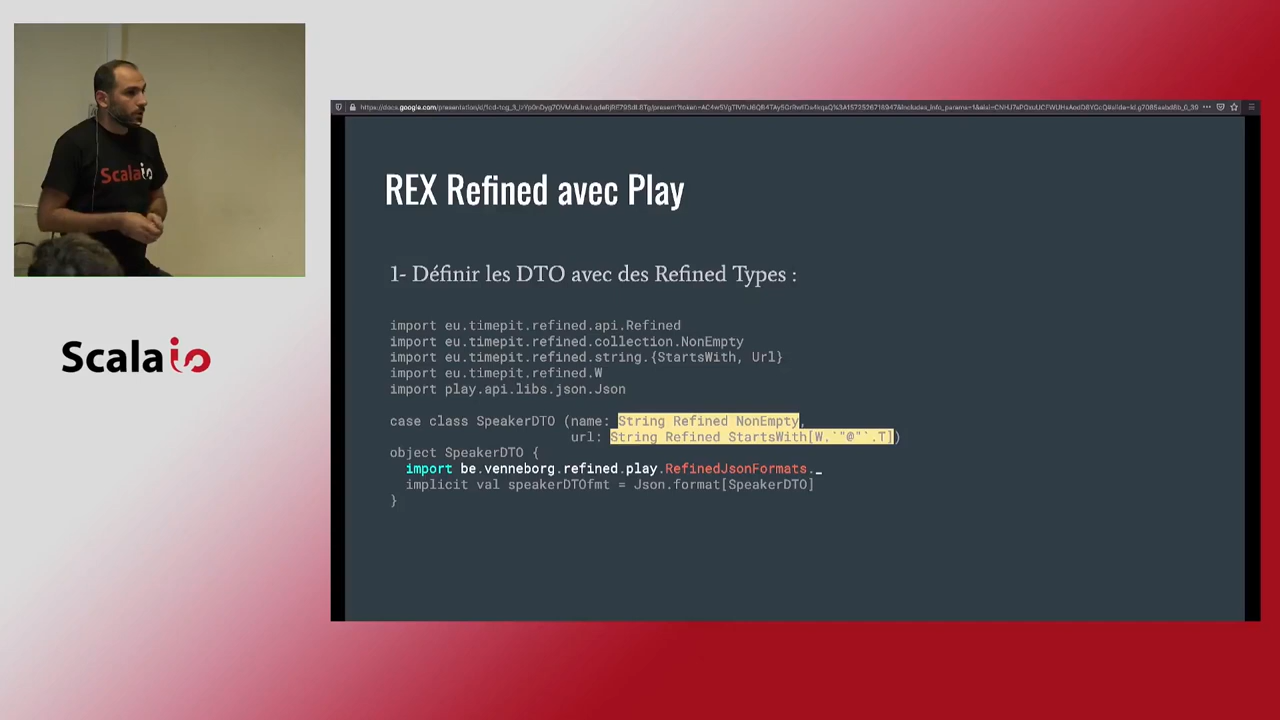 Scalaio
Scalaio
REX Refined avec Play
1- Définir les DTO avec des Refined Types :
import eu.timepit.refined.api.Refined
import eu.timepit.refined.collection.NonEmpty
import eu.timepit.refined.string.{StartsWith, Url}
import eu.timepit.refined.W
import play.api.libs.json.Json
case class SpeakerDTO (name: String Refined NonEmpty,
url: String Refined StartsWith[W.`"@"`.T])
object SpeakerDTO {
import be.venneborg.refined.play.RefinedJsonFormats._
implicit val speakerDTOfmt = Json.format[SpeakerDTO]
}